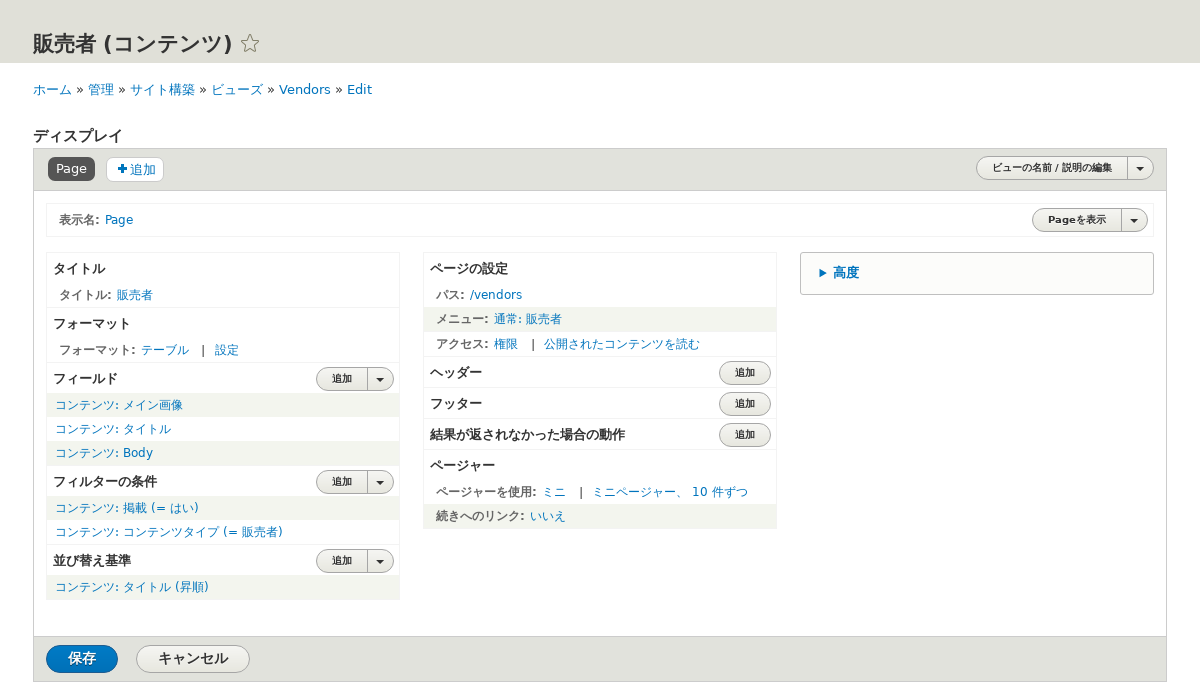 販売者 (コンテンツ)
ホーム » 管理 » サイト構築 » ビューズ » Vendors » Edit
ディスプレイ
Page
追加
ビューの名前 / 説明の編集
表示名: Page
Pageを表示
タイトル
タイトル: 販売者
フォーマット
フォーマット: テーブル | 設定
フィールド
追加
コンテンツ: メイン画像
コンテンツ: タイトル
コンテンツ: Body
フィルターの条件
追加
コンテンツ: 掲載 (= はい)
コンテンツ: コンテンツタイプ (= 販売者)
並び替え基準
追加
コンテンツ: タイトル (昇順)
ページの設定
パス: /vendors
メニュー: 通常: 販売者
アクセス: 権限 | 公開されたコンテンツを読む
ヘッダー
追加
フッター
追加
結果が返されなかった場合の動作
追加
ページャー
ページャーを使用: ミニ | ミニページャー、 10 件ずつ
続きへのリンク: いいえ
高度
保存
キャンセル